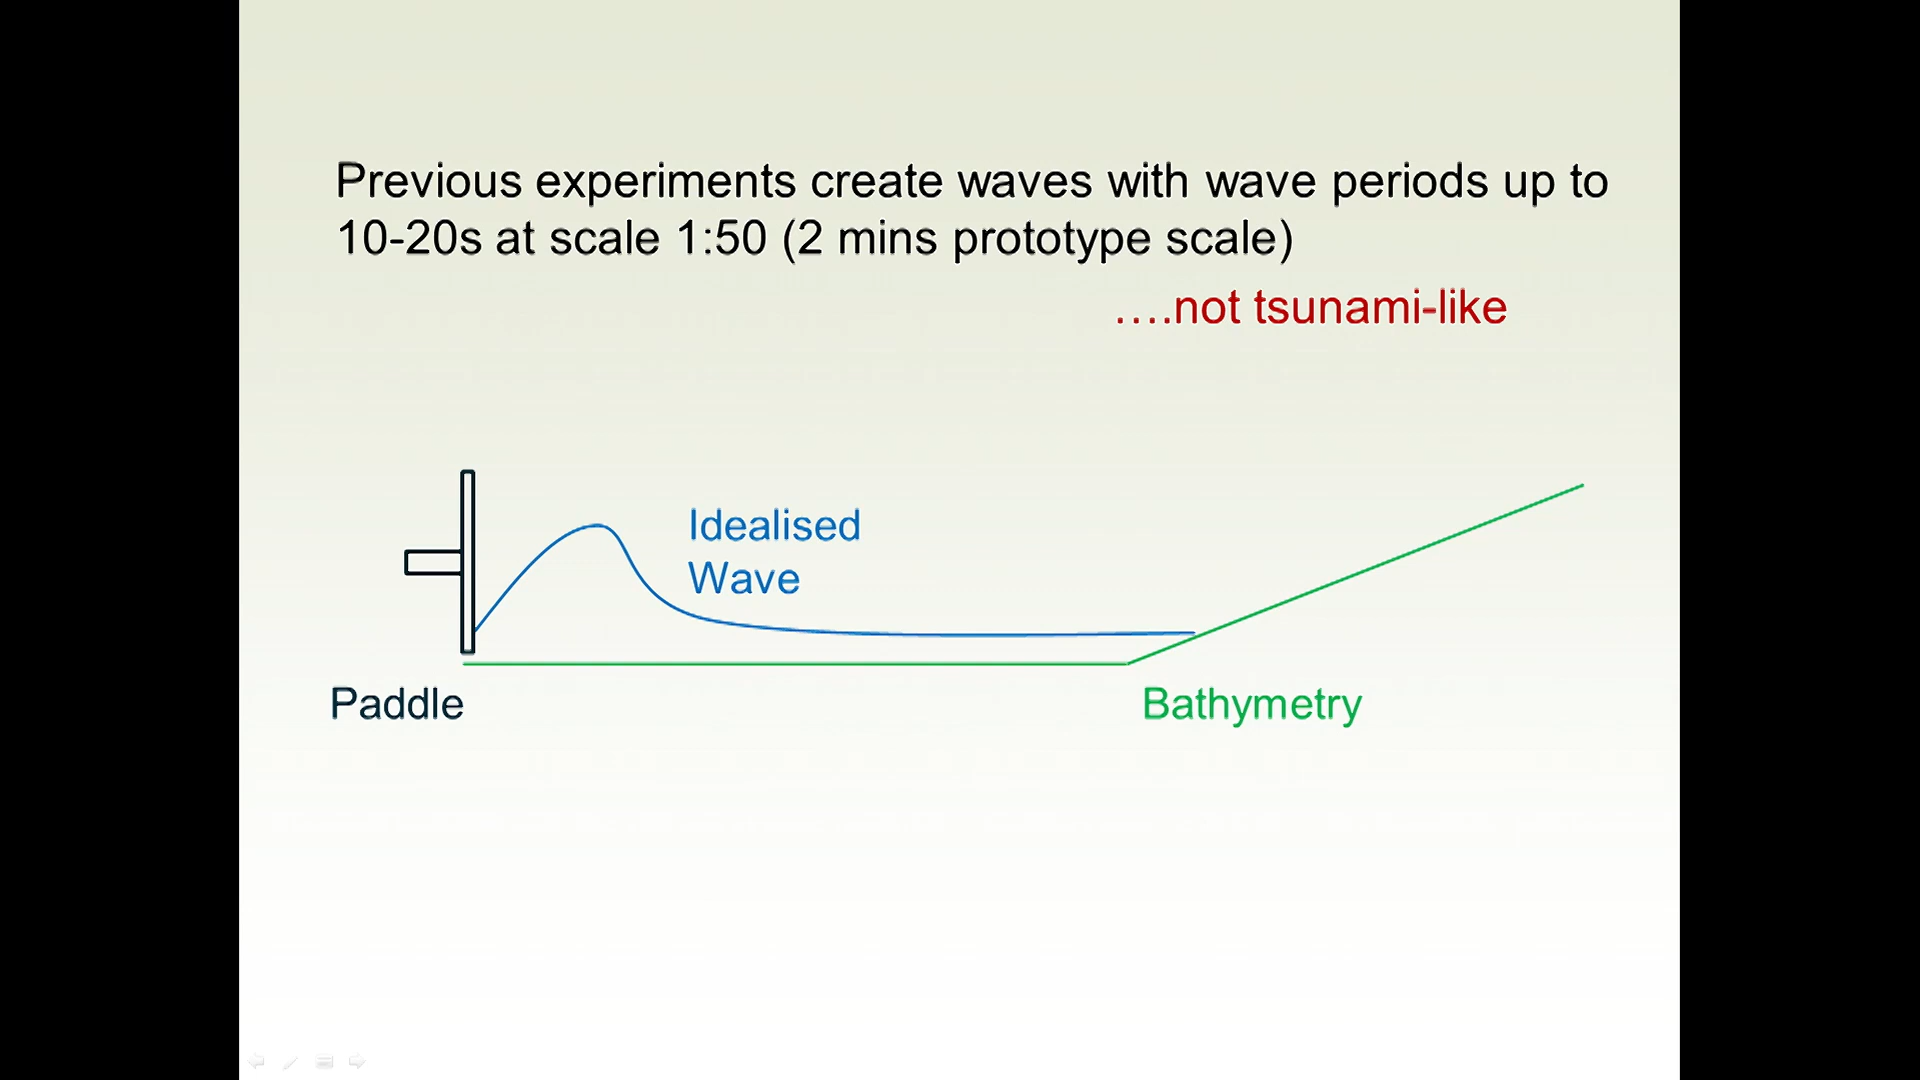 Previous experiments create waves with wave periods up to
10-20s at scale 1:50 (2 mins prototype scale)
….not tsunami-like
Idealised
Wave
Paddle
Bathymetry